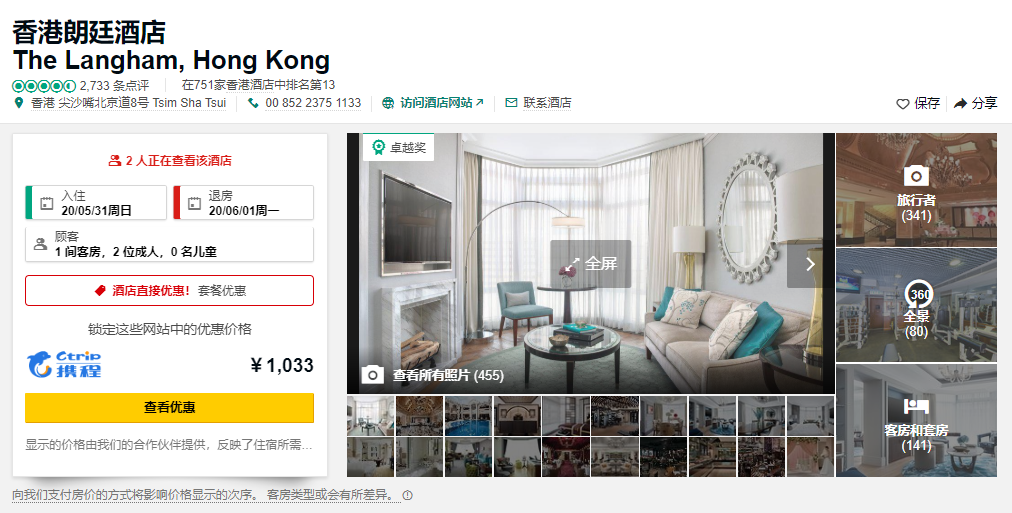 香港朗廷酒店
The Langham, Hong Kong
2,733 条点评 在751家香港酒店中排名第13
香港 尖沙嘴北京道8号 Tsim Sha Tsui 00 852 2375 1133 访问酒店网站 联系酒店 保存 分享
2 人正在查看该酒店
入住 退房
20/05/31周日 20/06/01周一
顾客
1 间客房，2 位成人，0 名儿童
酒店直接优惠！ 套餐优惠
锁定这些网站中的优惠价格
Ctrip
携程
￥1,033
查看优惠
显示的价格由我们的合作伙伴提供，反映了住宿所需...
卓越奖
全屏
查看所有照片 (455)
旅行者
(341)
360
全景
(80)
客房和套房
(141)
向我们支付房价的方式将影响价格显示的次序。 客房类型或会有所差异。